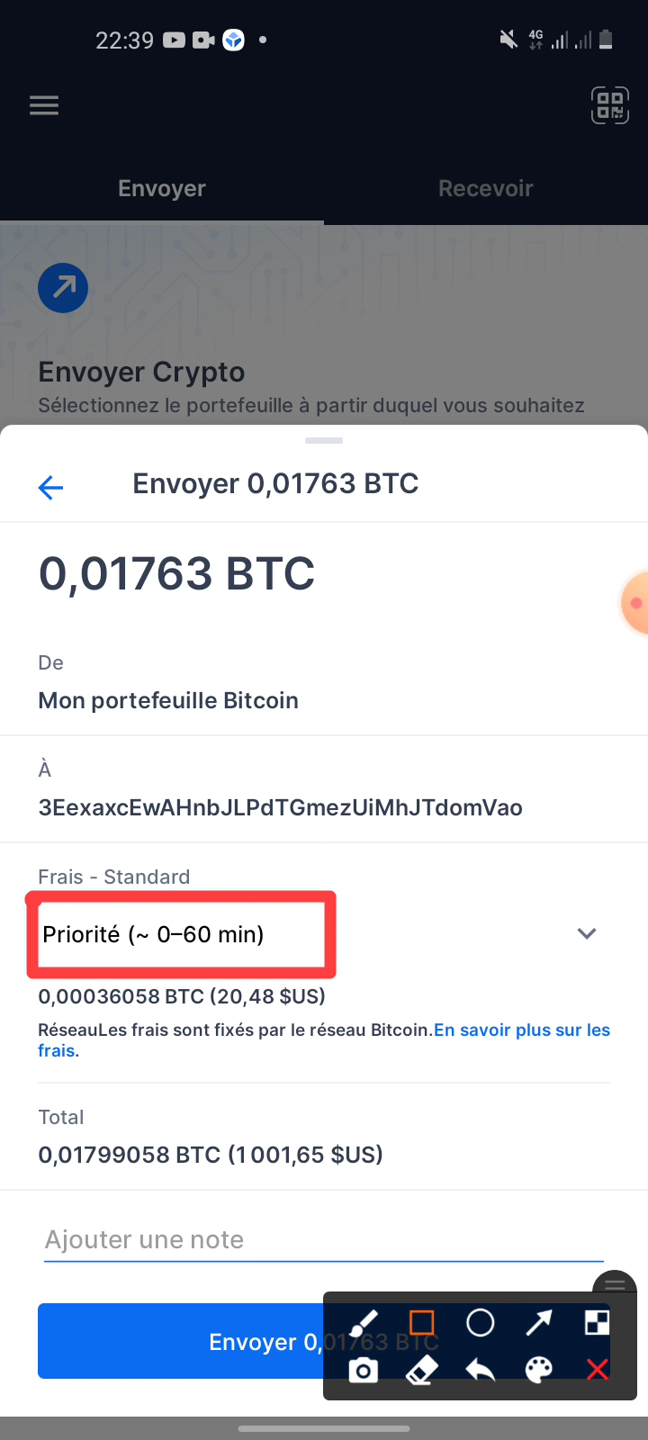 22:39
4G
Envoyer
Recevoir
Envoyer Crypto
Sélectionnez le portefeuille à partir duquel vous souhaitez
Envoyer 0,01763 BTC
0,01763 BTC
De
Mon portefeuille Bitcoin
À
3EexaxcEwAHnbJLPdTGmezUiMhJTdomVao
Frais - Standard
Priorité (~ 0–60 min)
0,00036058 BTC (20,48 $US)
RéseauLes frais sont fixés par le réseau Bitcoin.En savoir plus sur les
frais.
Total
0,01799058 BTC (1 001,65 $US)
Ajouter une note
Envoyer 0,01763 BTC